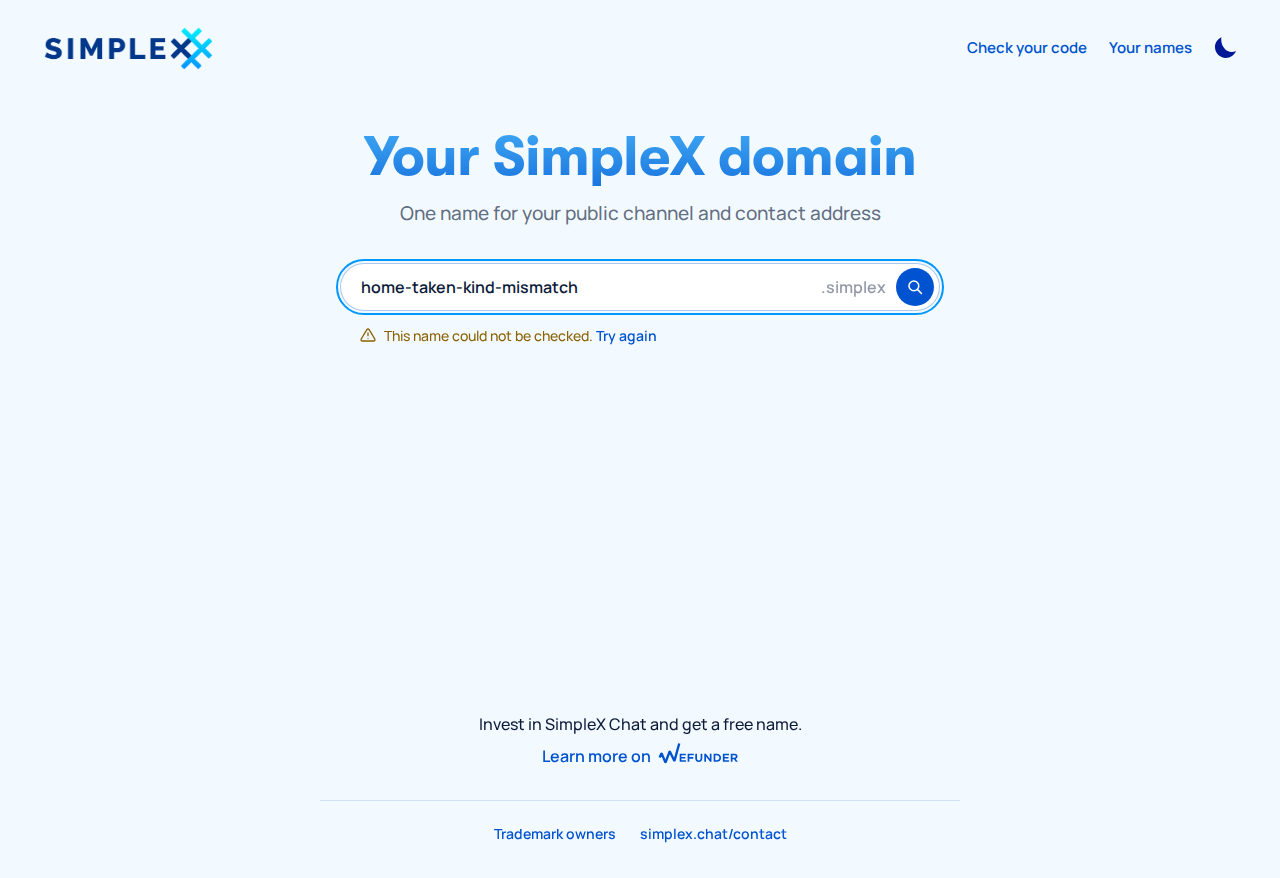 SIMPLEX
Check your code
Your names
Your SimpleX domain
One name for your public channel and contact address
home-taken-kind-mismatch
.simplex
This name could not be checked. Try again
Invest in SimpleX Chat and get a free name.
Learn more on WEFUNDER
Trademark owners
simplex.chat/contact